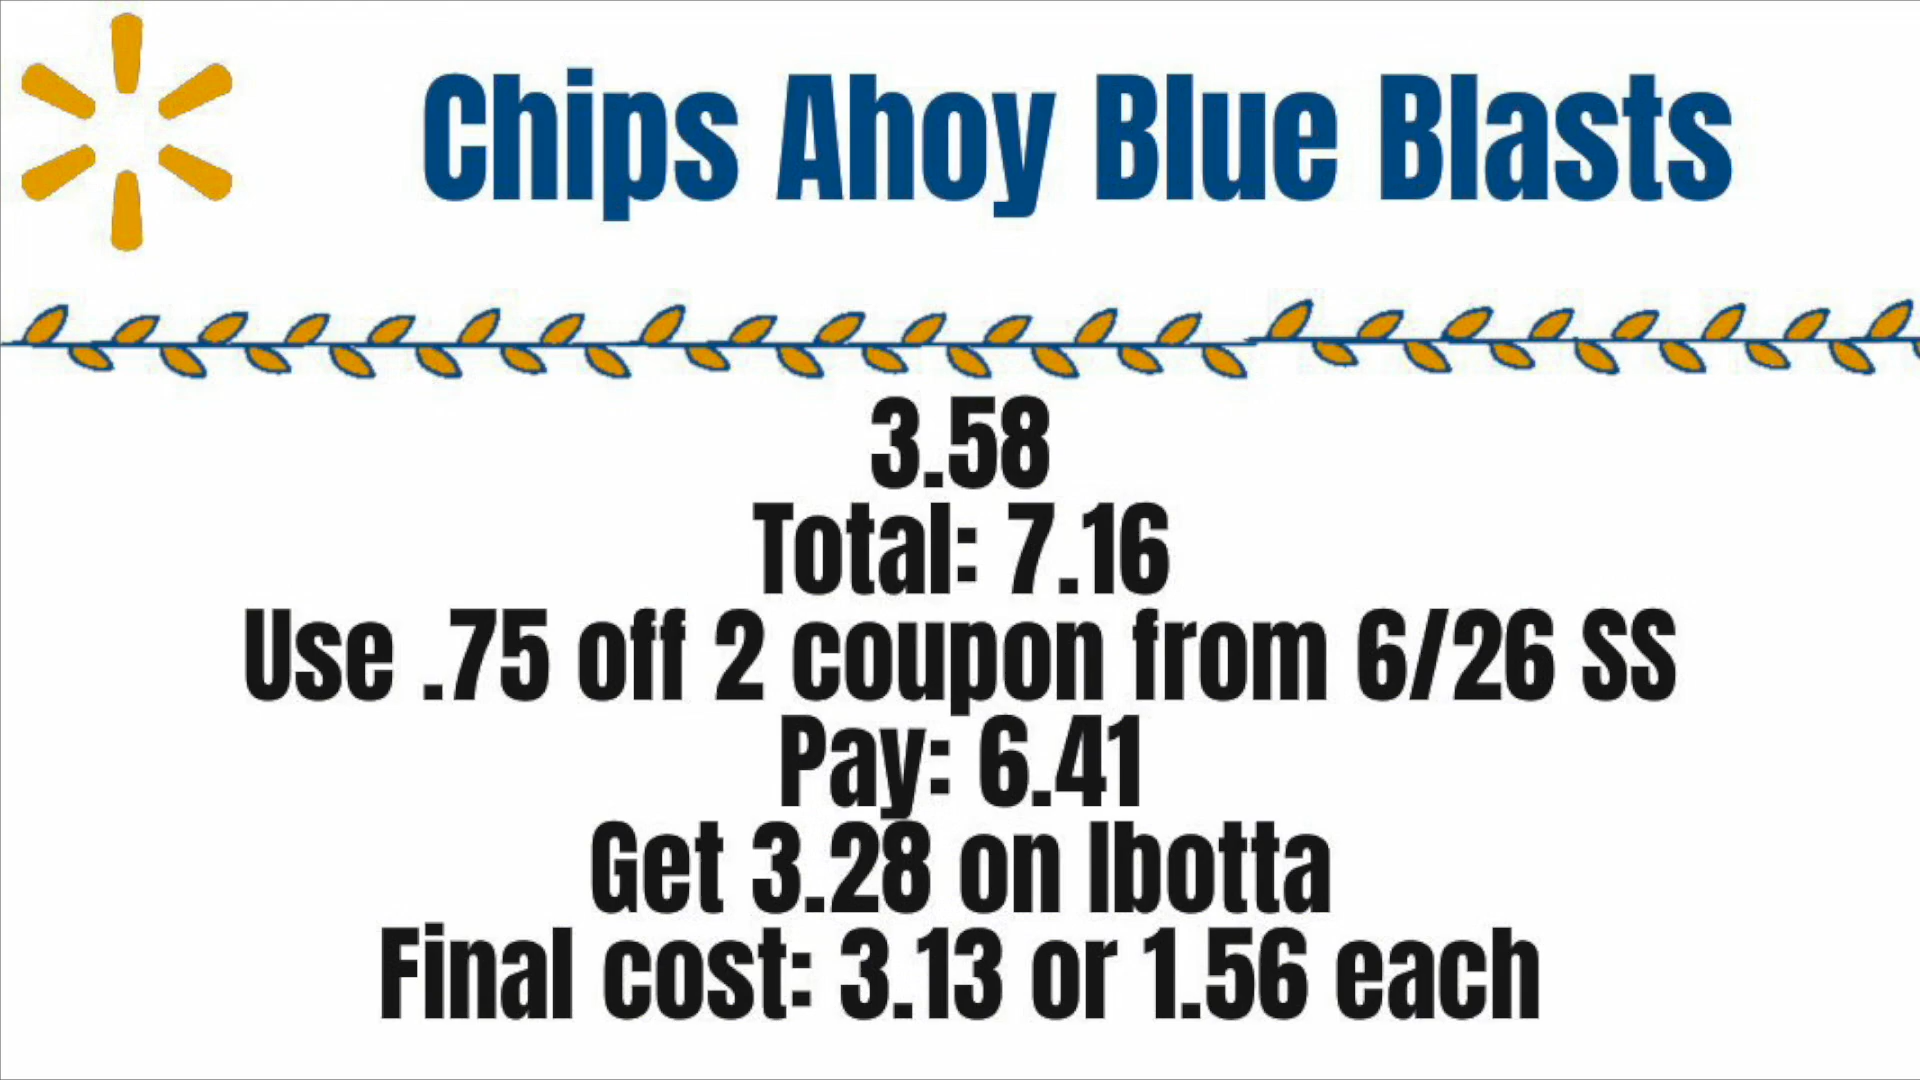 Chips Ahoy Blue Blasts
3.58
Total: 7.16
Use .75 off 2 coupon from 6/26 SS
Pay: 6.41
Get 3.28 on Ibotta
Final cost: 3.13 or 1.56 each